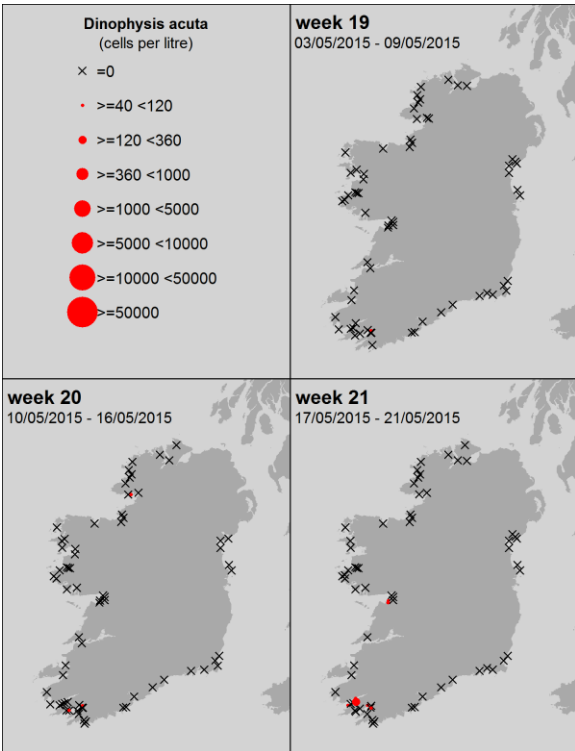 Dinophysis acuta
(cells per litre)
=0
>=40 <120
>=120 <360
>=360 <1000
>=1000 <5000
>=5000 <10000
>=10000 <50000
>=50000
week 19
03/05/2015 - 09/05/2015
week 20
10/05/2015 - 16/05/2015
week 21
17/05/2015 - 21/05/2015